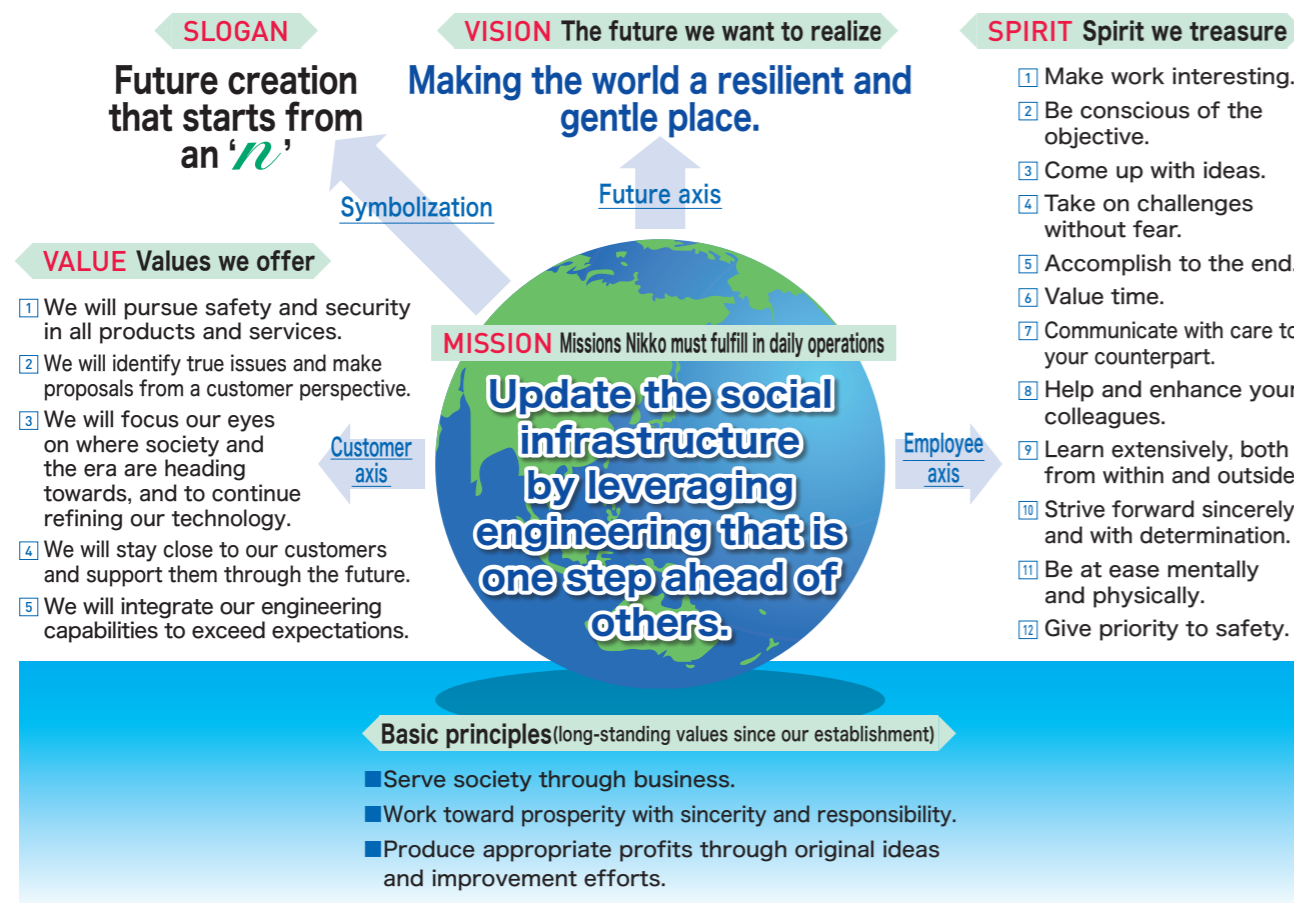 SLOGAN
Future creation
that starts from
an ‘n’
VISION The future we want to realize
Making the world a resilient and
gentle place.
Symbolization
Future axis
VALUE Values we offer
1 We will pursue safety and security
in all products and services.
2 We will identify true issues and make
proposals from a customer perspective.
3 We will focus our eyes
on where society and
the era are heading
towards, and to continue
refining our technology.
4 We will stay close to our customers
and support them through the future.
5 We will integrate our engineering
capabilities to exceed expectations.
Customer
axis
MISSION Missions Nikko must fulfill in daily operations
Update the social
infrastructure
by leveraging
engineering that is
one step ahead of
others.
Employee
axis
SPIRIT Spirit we treasure
1 Make work interesting.
2 Be conscious of the
objective.
3 Come up with ideas.
4 Take on challenges
without fear.
5 Accomplish to the end.
6 Value time.
7 Communicate with care to
your counterpart.
8 Help and enhance your
colleagues.
9 Learn extensively, both
from within and outside
10 Strive forward sincerely
and with determination.
11 Be at ease mentally
and physically.
12 Give priority to safety.
Basic principles(long-standing values since our establishment)
■Serve society through business.
■Work toward prosperity with sincerity and responsibility.
■Produce appropriate profits through original ideas
and improvement efforts.